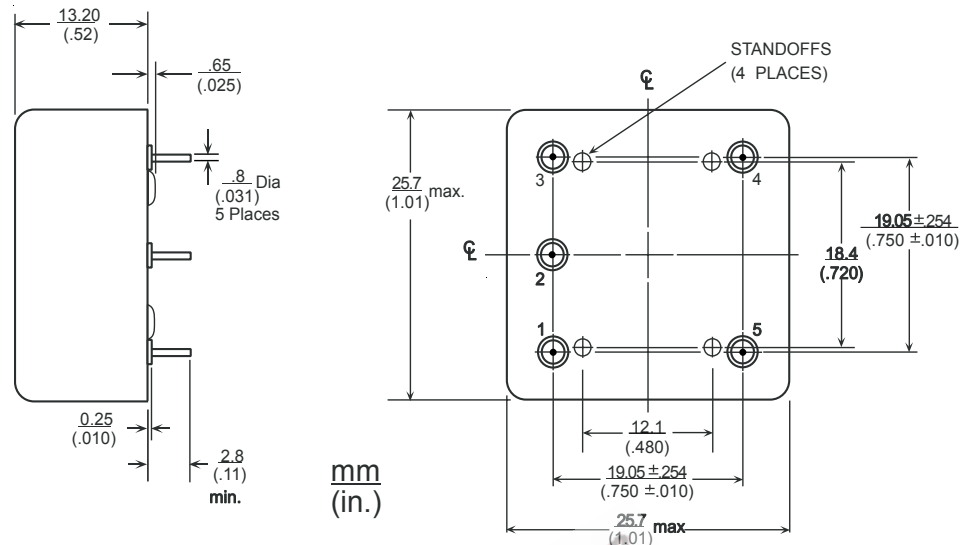 13.20
(.52)
.65
(.025)
.8 Dia
(.031)
5 Places
0.25
(.010)
2.8
(.11)
min.
mm
(in.)
STANDOFFS
(4 PLACES)
℄
25.7 max.
(1.01)
3
4
℄
2
1
5
19.05 ±.254
(.750 ±.010)
18.4
(.720)
12.1
(.480)
19.05 ±.254
(.750 ±.010)
25.7 max
(1.01)